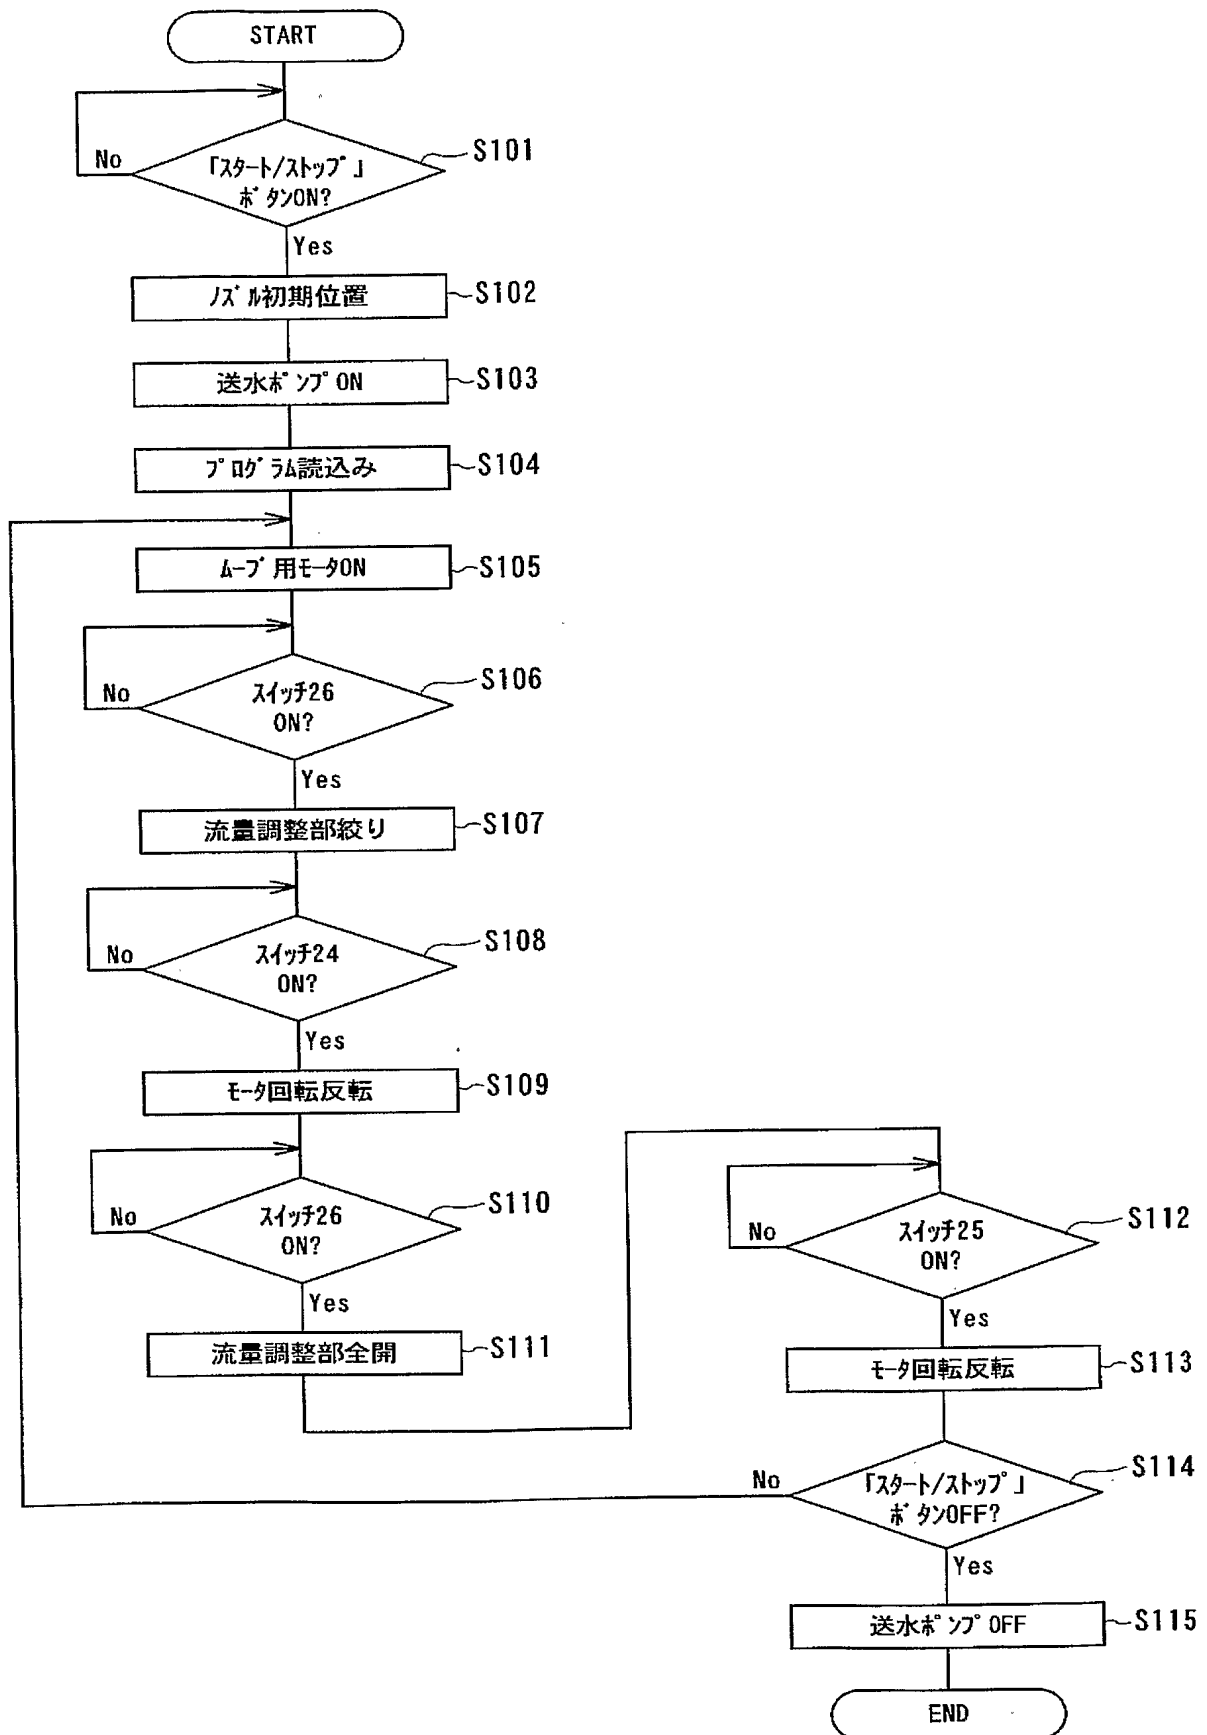 START
No
「ｽﾀｰﾄ/ｽﾄｯﾌﾟ」
ﾎﾞﾀﾝON?
S101
Yes
ﾉｽﾞﾙ初期位置
S102
送水ﾎﾟﾝﾌﾟON
S103
ﾌﾟﾛｸﾞﾗﾑ読込み
S104
ﾑｰﾌﾞ用ﾓｰﾀON
S105
No
ｽｲｯﾁ26
ON?
S106
Yes
流量調整部絞り
S107
No
ｽｲｯﾁ24
ON?
S108
Yes
ﾓｰﾀ回転反転
S109
No
ｽｲｯﾁ26
ON?
S110
Yes
流量調整部全開
S111
No
ｽｲｯﾁ25
ON?
S112
Yes
ﾓｰﾀ回転反転
S113
No
「ｽﾀｰﾄ/ｽﾄｯﾌﾟ」
ﾎﾞﾀﾝOFF?
S114
Yes
送水ﾎﾟﾝﾌﾟOFF
S115
END